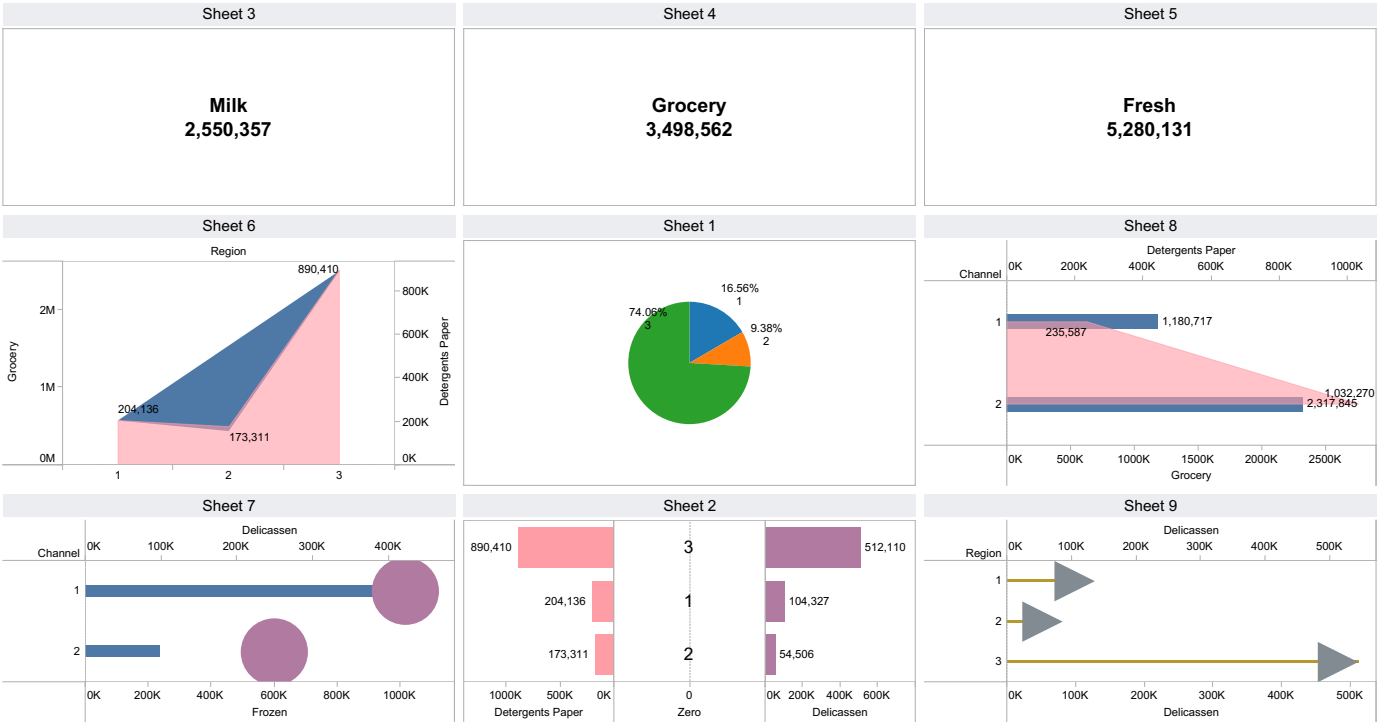 Sheet 3
Milk
2,550,357
Sheet 4
Grocery
3,498,562
Sheet 5
Fresh
5,280,131
Sheet 6
Region
890,410
2M
1M
0M
Grocery
204,136
173,311
800K
600K
400K
200K
0K
Detergents Paper
1 2 3
Sheet 1
16.56%
1
9.38%
2
74.06%
3
Sheet 8
Detergents Paper
0K 200K 400K 600K 800K 1000K
Channel
1
1,180,717
235,587
1,032,270
2
2,317,845
0K 500K 1000K 1500K 2000K 2500K
Grocery
Sheet 7
Delicassen
0K 100K 200K 300K 400K
Channel
1
2
0K 200K 400K 600K 800K 1000K
Frozen
Sheet 2
890,410 3 512,110
204,136 1 104,327
173,311 2 54,506
1000K 500K 0K 0 0K 200K 400K 600K
Detergents Paper Zero Delicassen
Sheet 9
Delicassen
0K 100K 200K 300K 400K 500K
Region
1
2
3
0K 100K 200K 300K 400K 500K
Delicassen